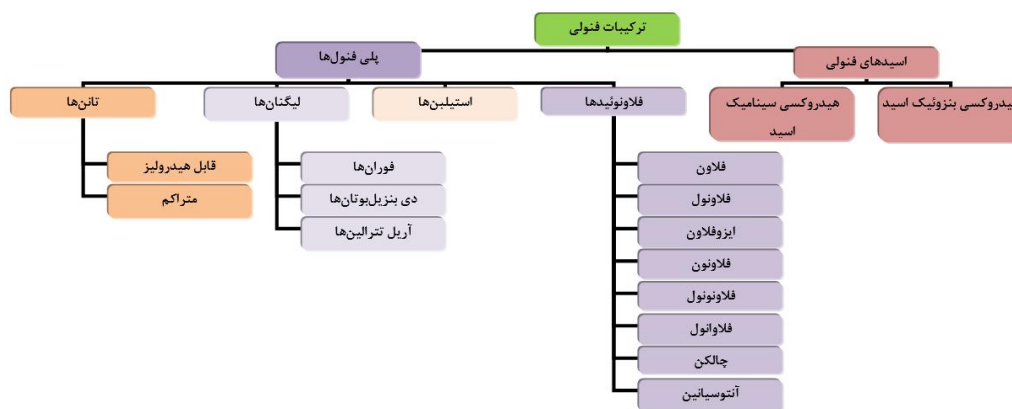 ترکیبات فنولی
اسیدهای فنولی
پلی فنول‌ها
یدروکسی بنزوئیک اسید
هیدروکسی سینامیک
اسید
فلاونوئیدها
استیلبن‌ها
لیگنان‌ها
تانن‌ها
فلاون
فلاونول
ایزوفلاون
فلاونون
فلاونونول
فلاوانول
چالکن
آنتوسیانین
فوران‌ها
دی بنزیل‌بوتان‌ها
آریل تترالین‌ها
قابل هیدرولیز
متراکم